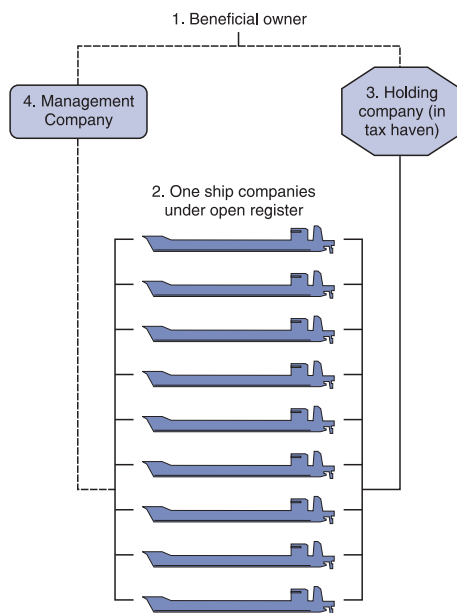 1. Beneficial owner
4. Management
Company
3. Holding
company (in
tax haven)
2. One ship companies
under open register